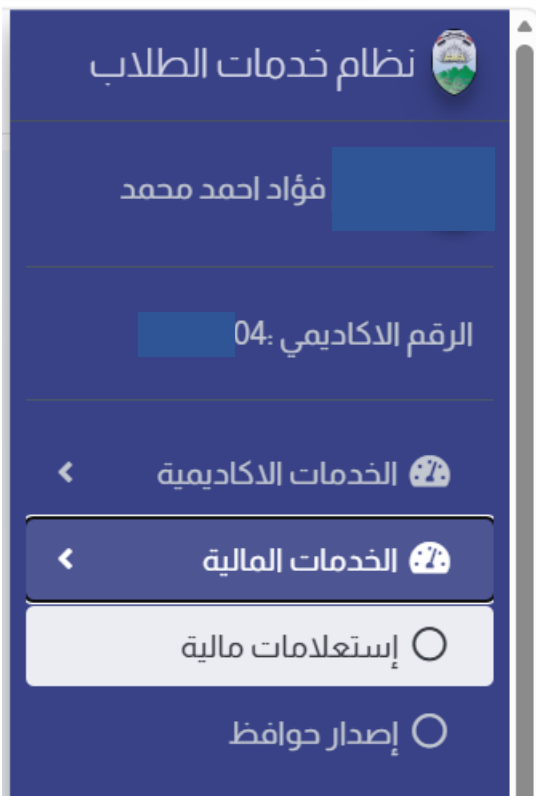 نظام خدمات الطلاب
فؤاد احمد محمد
الرقم الاكاديمي :04
الخدمات الاكاديمية
الخدمات المالية
إستعلامات مالية
إصدار حوافظ